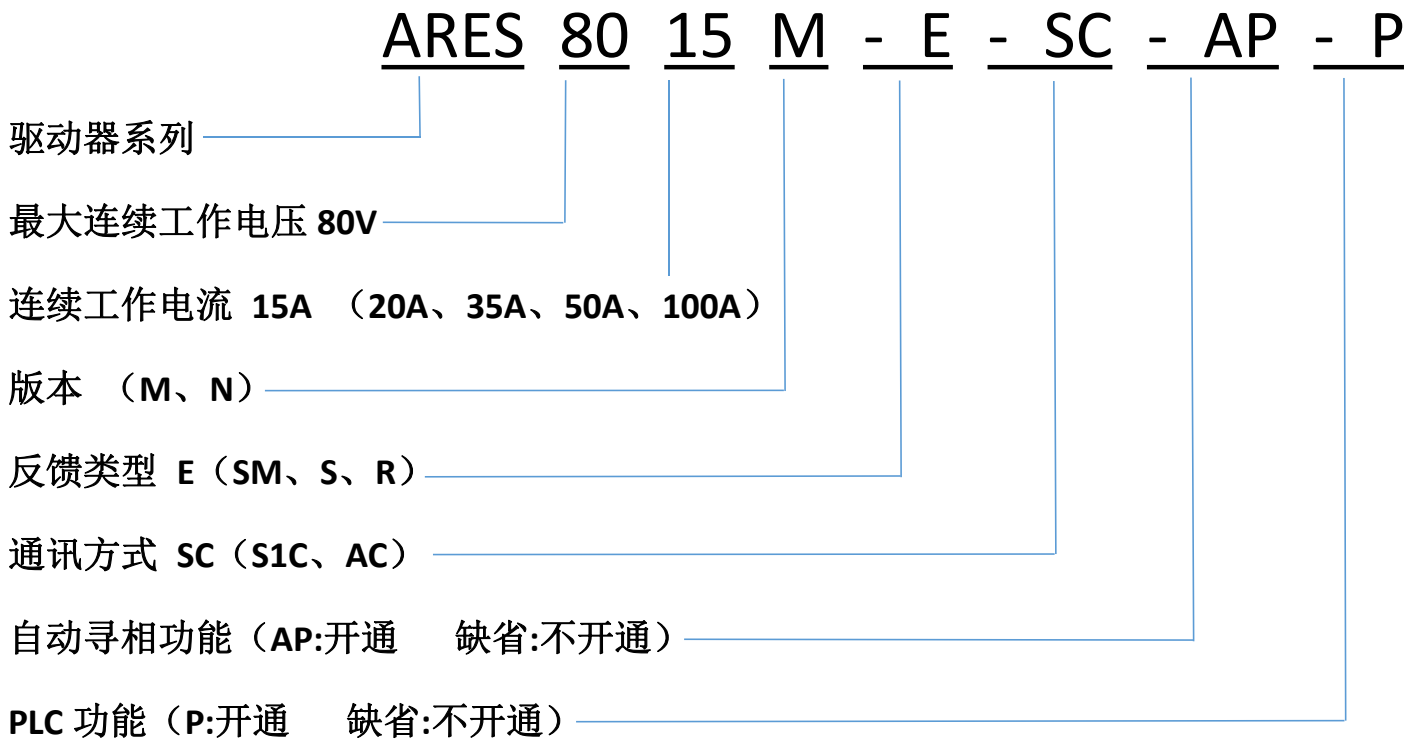 ARES 80 15 M - E - SC - AP - P
驱动器系列
最大连续工作电压 80V
连续工作电流 15A （20A、35A、50A、100A）
版本 （M、N）
反馈类型 E（SM、S、R）
通讯方式 SC（S1C、AC）
自动寻相功能（AP:开通 缺省:不开通）
PLC 功能（P:开通 缺省:不开通）